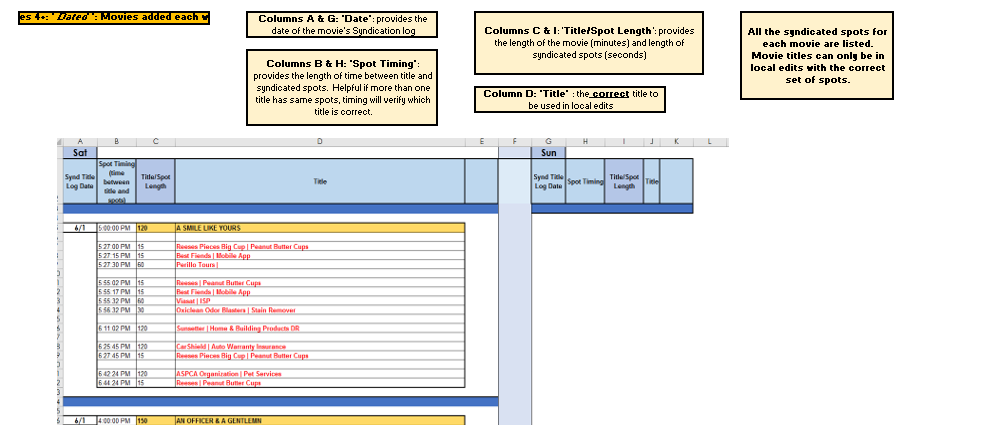 es 4+: "Dated": Movies added each w
Columns A & G: "Date": provides the
date of the movie's Syndication log
Columns B & H: "Spot Timing":
provides the length of time between title and
syndicated spots. Helpful if more than one
title has same spots, timing will verify which
title is correct.
Columns C & I: "Title/Spot Length": provides
the length of the movie (minutes) and length of
syndicated spots (seconds)
Column D: "Title" : the correct title to
be used in local edits
All the syndicated spots for
each movie are listed.
Movie titles can only be in
local edits with the correct
set of spots.
A B C D E F G H I J K L
Sat Sun
Synd Title Log Date
Spot Timing (time between title and spots)
Title/Spot Length
Title
Synd Title Log Date
Spot Timing
Title/Spot Length
Title
6/1 5:00:00 PM 120 A SMILE LIKE YOURS
5:27:00 PM 15 Reeses Pieces Big Cup | Peanut Butter Cups
5:27:15 PM 15 Best Fiends | Mobile App
5:27:30 PM 60 Perillo Tours |
5:55:02 PM 15 Reeses | Peanut Butter Cups
5:55:17 PM 15 Best Fiends | Mobile App
5:55:32 PM 60 Viasat | ISP
5:56:32 PM 30 Oxiclean Odor Blasters | Stain Remover
6:11:02 PM 120 Sunsetter | Home & Building Products DR
6:25:45 PM 120 CarShield | Auto Warranty Insurance
6:27:45 PM 15 Reeses Pieces Big Cup | Peanut Butter Cups
6:42:24 PM 120 ASPCA Organization | Pet Services
6:44:24 PM 15 Reeses | Peanut Butter Cups
6/1 4:00:00 PM 150 AN OFFICER & A GENTLEMN